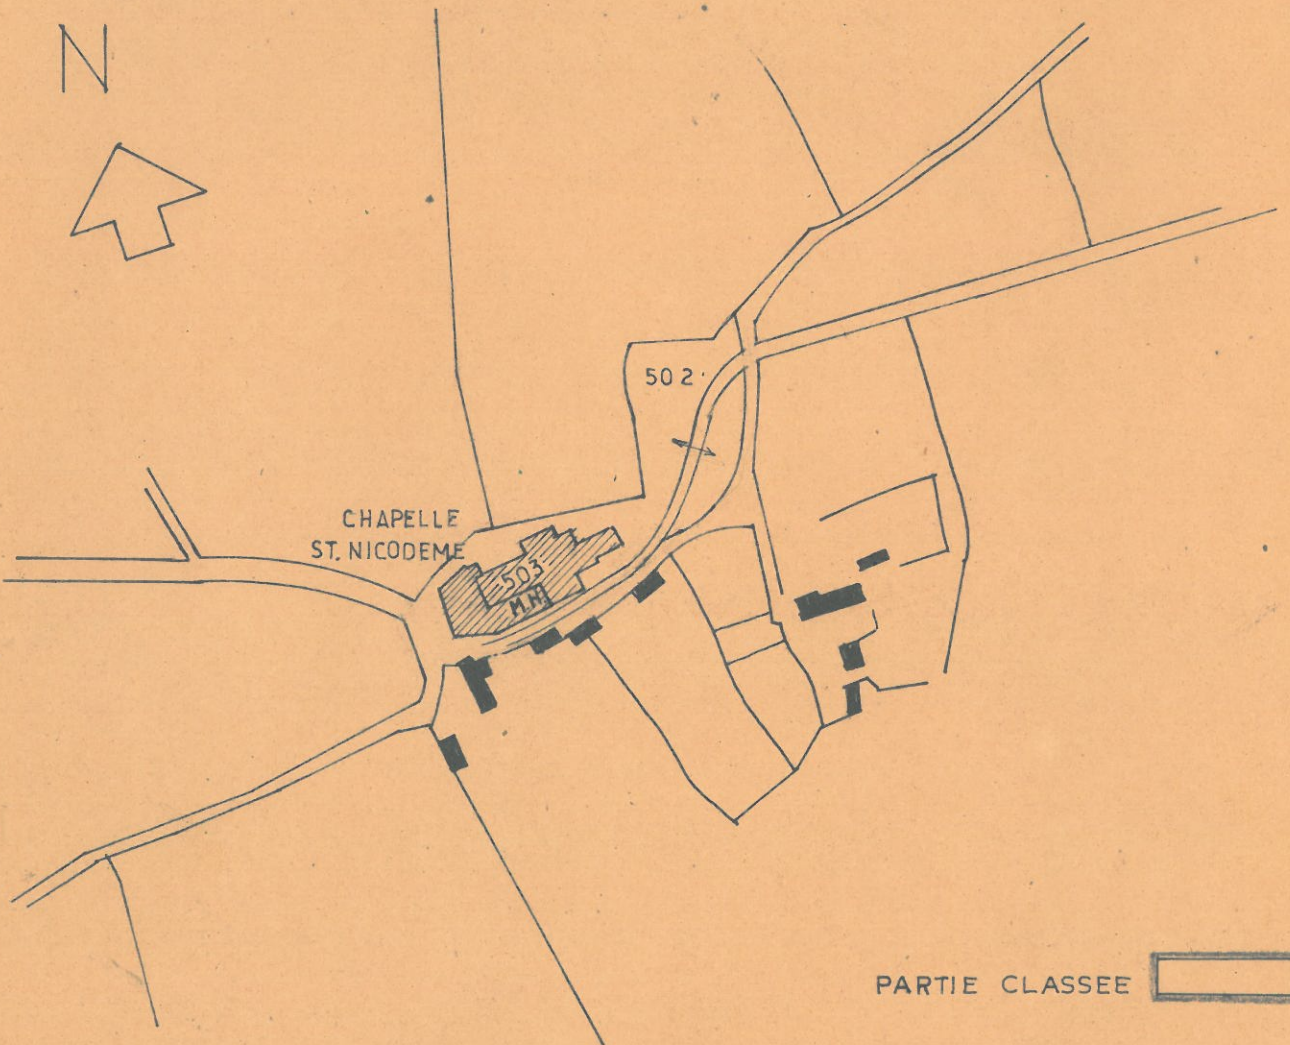 N
502
CHAPELLE
ST. NICODEME
503
M.H.
PARTIE CLASSEE